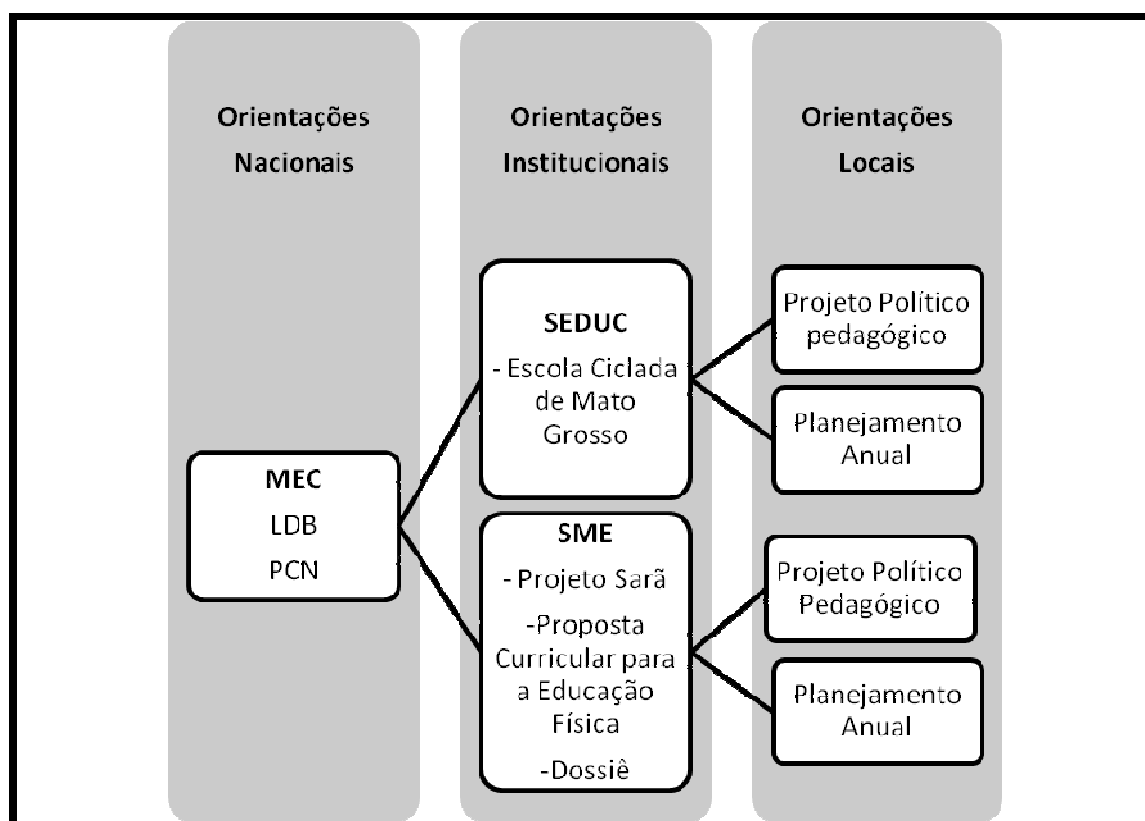 Orientações
Nacionais
MEC
LDB
PCN
Orientações
Institucionais
SEDUC
- Escola Ciclada
de Mato
Grosso
SME
- Projeto Sarã
-Proposta
Curricular para
a Educação
Física
-Dossiê
Orientações
Locais
Projeto Político
pedagógico
Planejamento
Anual
Projeto Político
Pedagógico
Planejamento
Anual